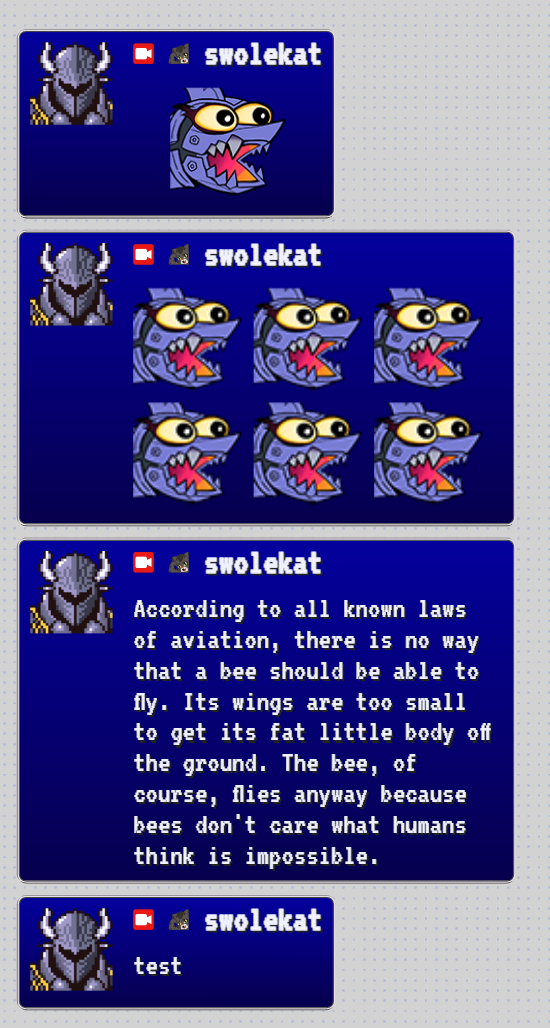 swolekat
swolekat
swolekat
According to all known laws
of aviation, there is no way
that a bee should be able to
fly. Its wings are too small
to get its fat little body off
the ground. The bee, of
course, flies anyway because
bees don't care what humans
think is impossible.
swolekat
test